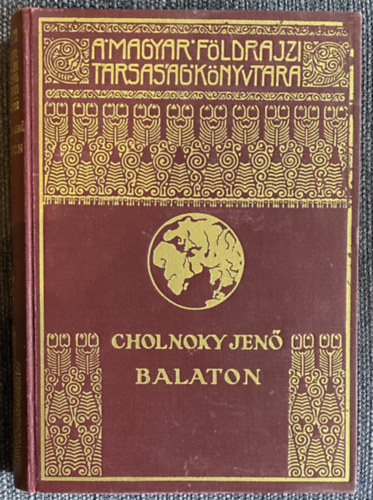 A MAGYAR FÖLDRAJZI
TÁRSASÁG KÖNYVTÁRA
CHOLNOKY JENŐ
BALATON